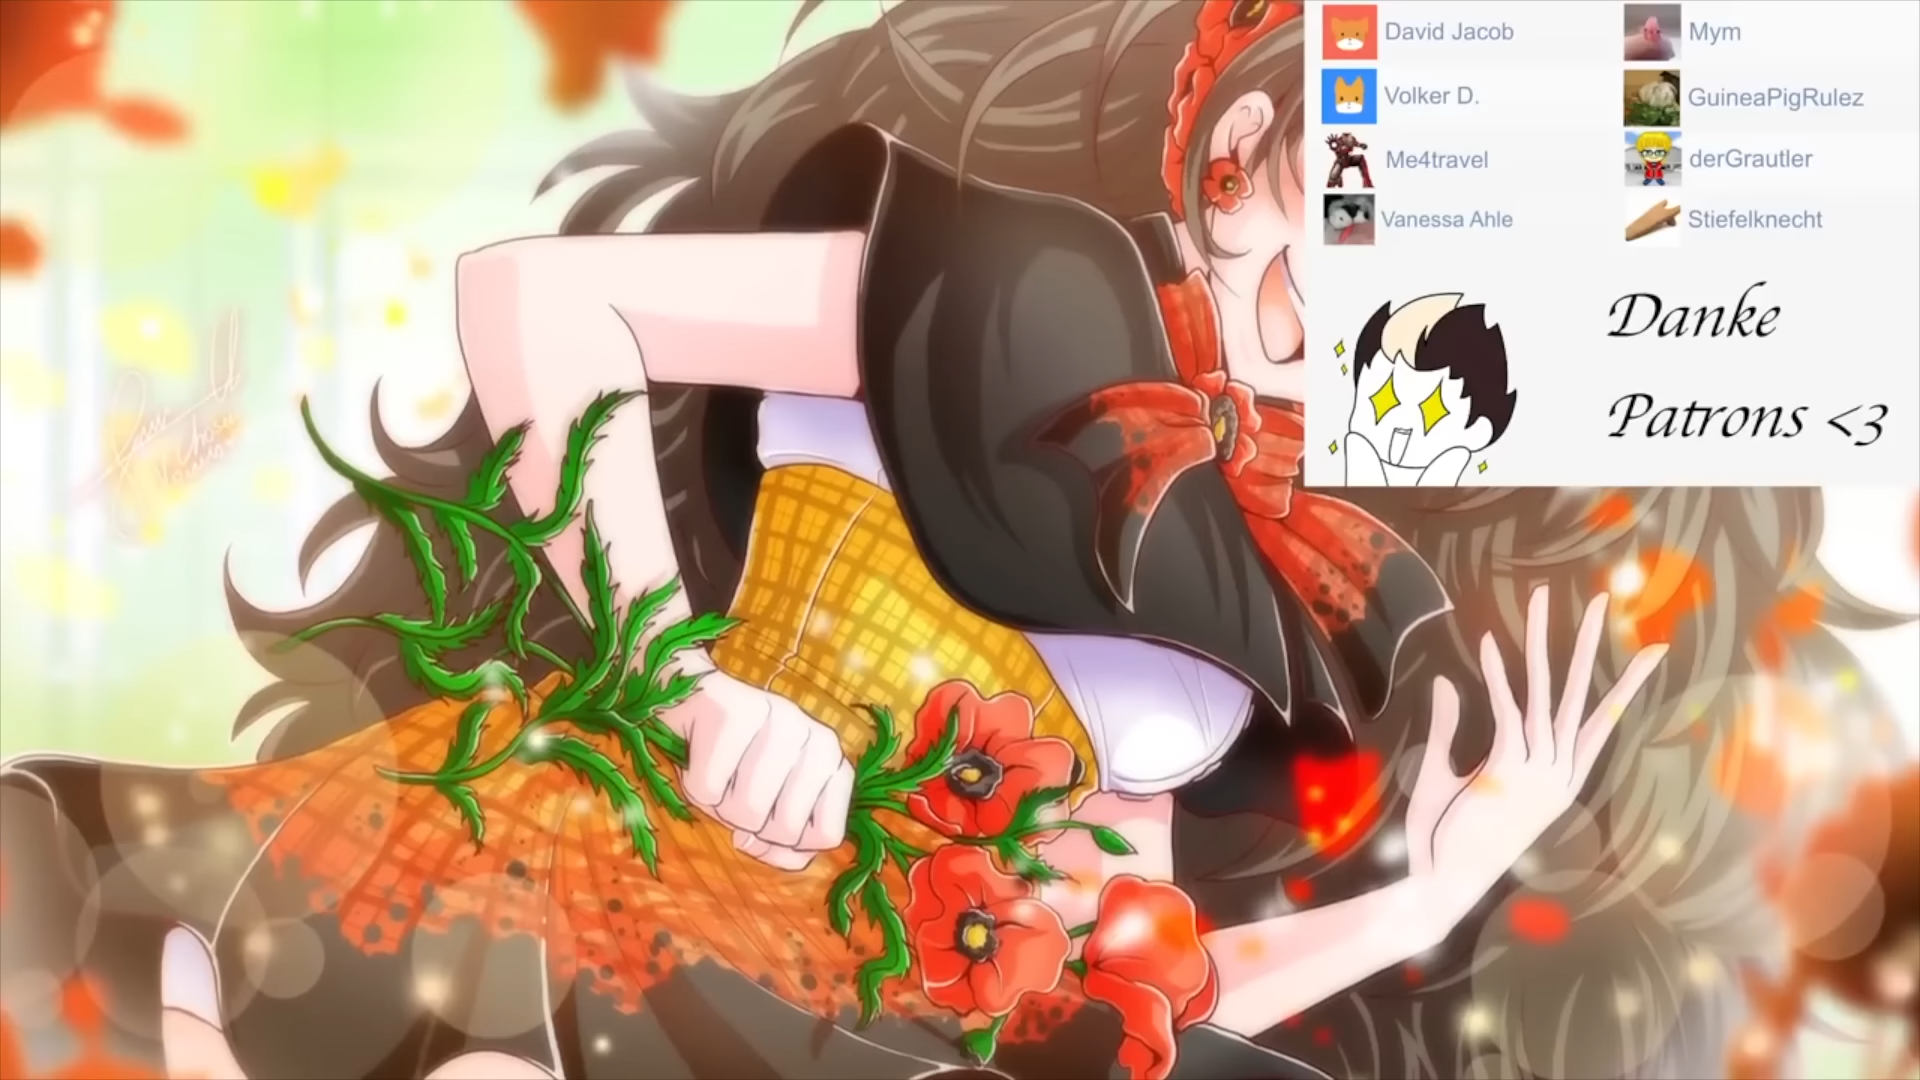 David Jacob
Mym
Volker D.
GuineaPigRulez
Me4travel
derGrautler
Vanessa Ahle
Stiefelknecht
Danke
Patrons <3